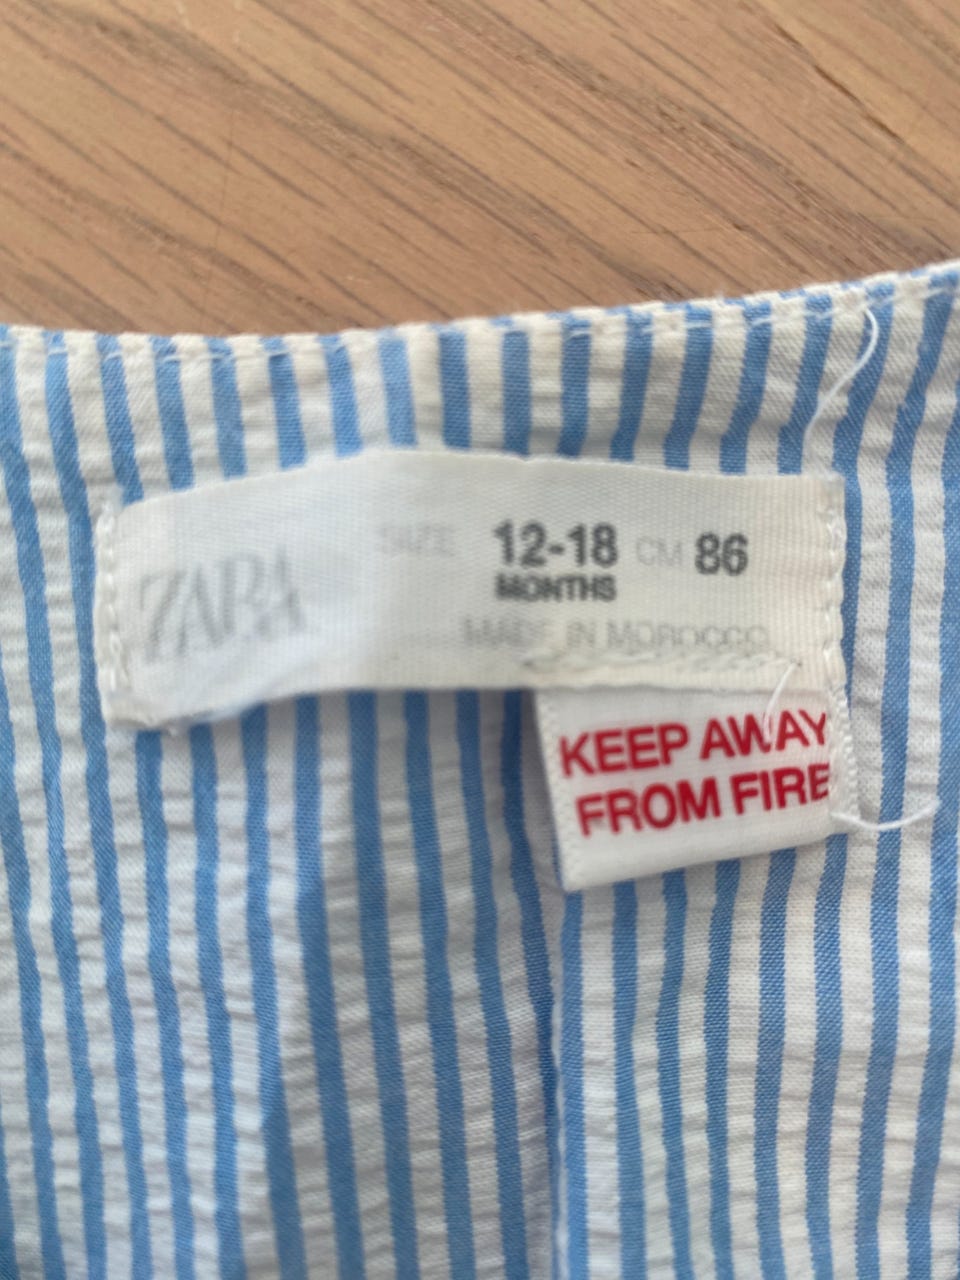 ZARA
SIZE 12-18 CM 86
MONTHS
MADE IN MOROCCO
KEEP AWAY
FROM FIRE